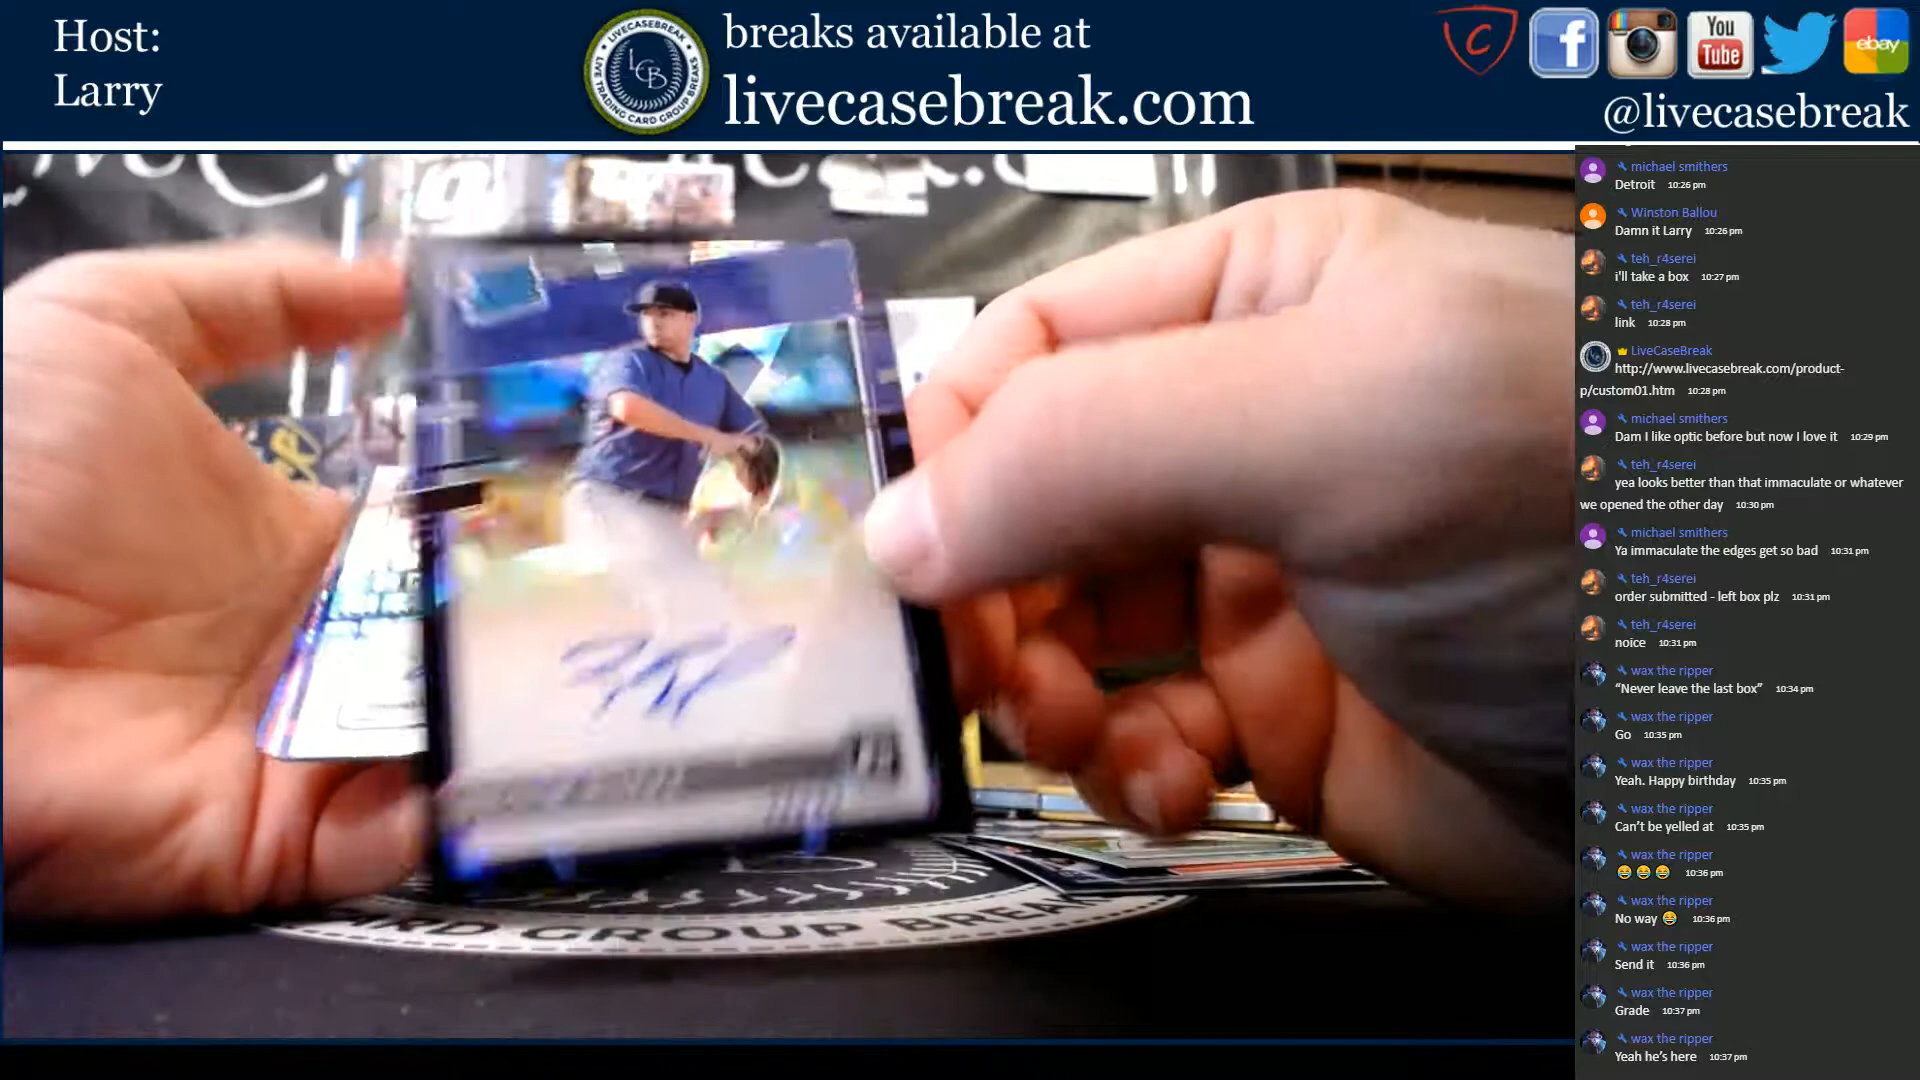 Host:
Larry
LIVECASEBREAK
LCB
LIVE TRADING CARD GROUP BREAKS
breaks available at
livecasebreak.com
C
f
You
Tube
ebay
@livecasebreak
michael smithers
Detroit 10:26 pm
Winston Ballou
Damn it Larry 10:26 pm
teh_r4serei
i'll take a box 10:27 pm
teh_r4serei
link 10:28 pm
LiveCaseBreak
http://www.livecasebreak.com/product-
p/custom01.htm 10:28 pm
michael smithers
Dam I like optic before but now I love it 10:29 pm
teh_r4serei
yea looks better than that immaculate or whatever
we opened the other day 10:30 pm
michael smithers
Ya immaculate the edges get so bad 10:31 pm
teh_r4serei
order submitted - left box plz 10:31 pm
teh_r4serei
noice 10:31 pm
wax the ripper
“Never leave the last box” 10:34 pm
wax the ripper
Go 10:35 pm
wax the ripper
Yeah. Happy birthday 10:35 pm
wax the ripper
Can't be yelled at 10:35 pm
wax the ripper
😂 😂 😂 10:36 pm
wax the ripper
No way 😂 10:36 pm
wax the ripper
Send it 10:36 pm
wax the ripper
Grade 10:37 pm
wax the ripper
Yeah he's here 10:37 pm
CARD GROUP BREAK